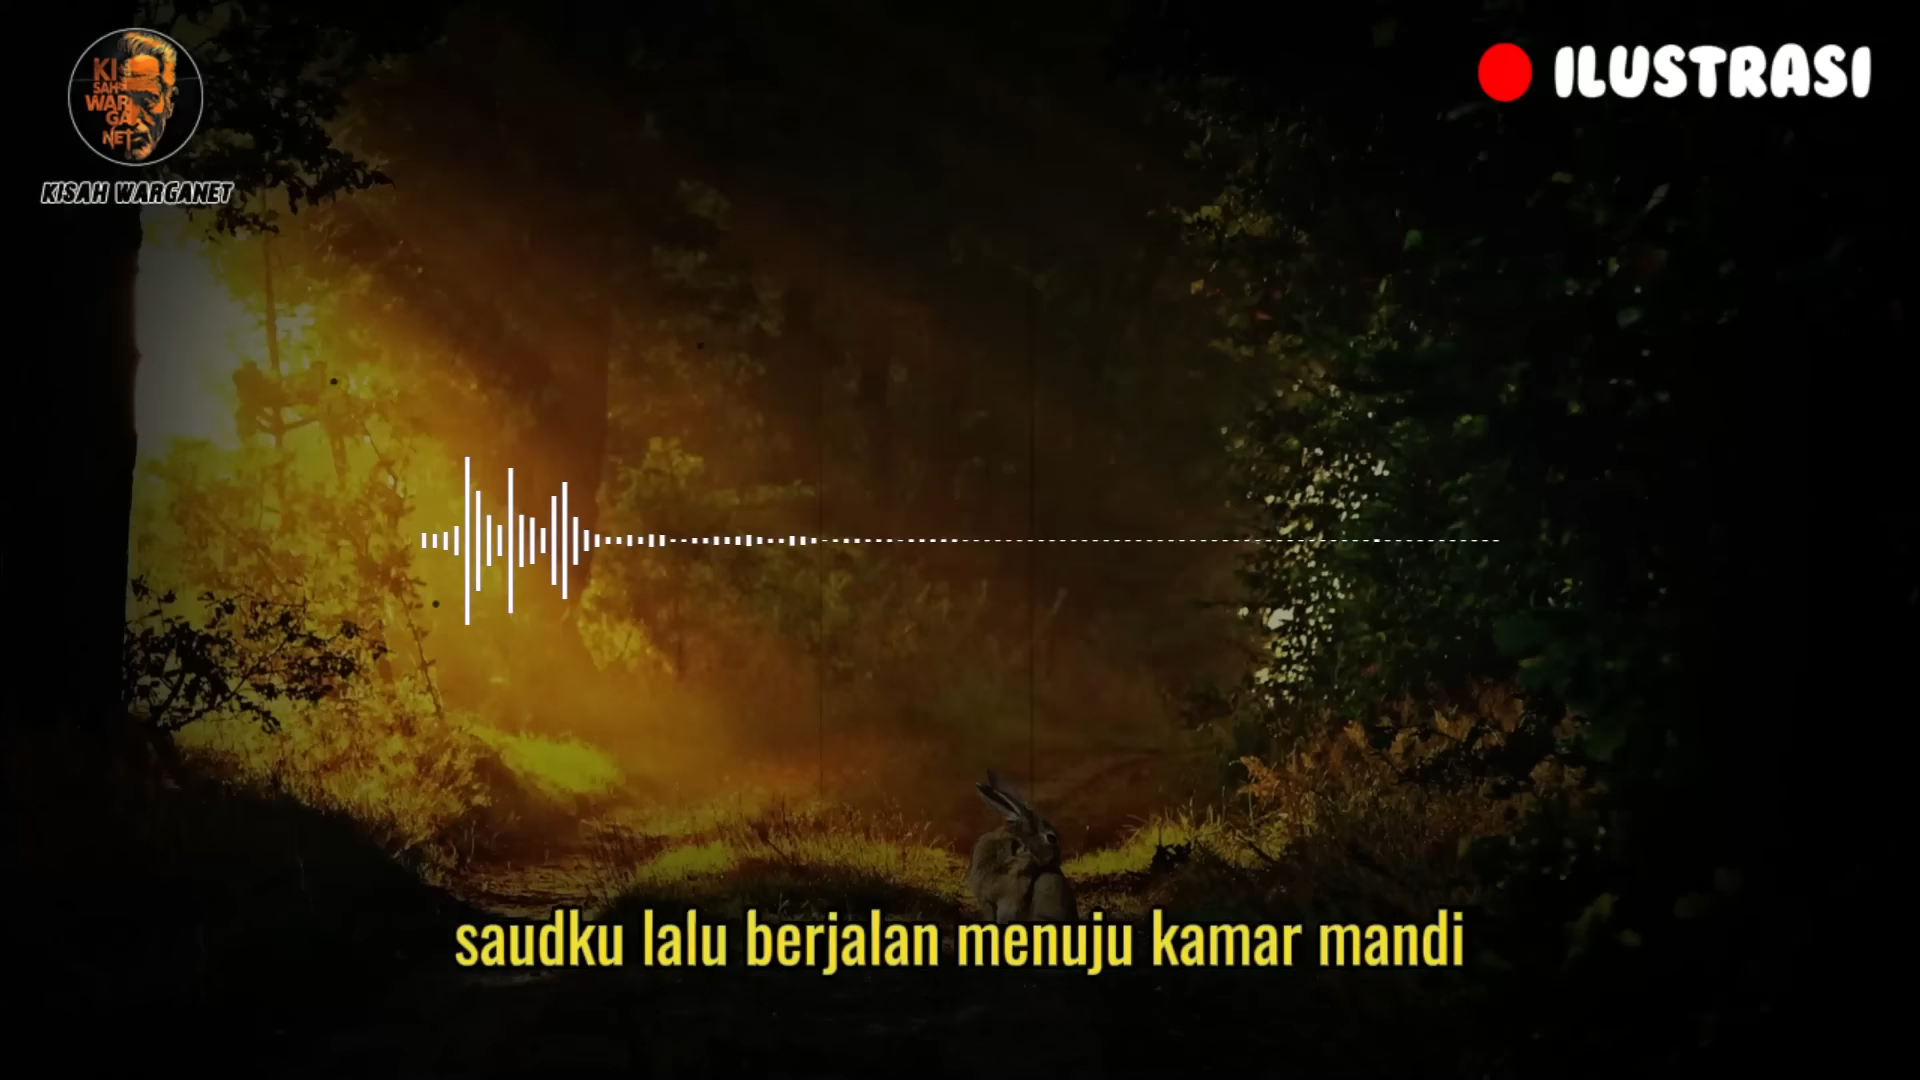 KI
SAH
WAR
GA
NET
KISAH WARGANET
ILUSTRASI
saudku lalu berjalan menuju kamar mandi